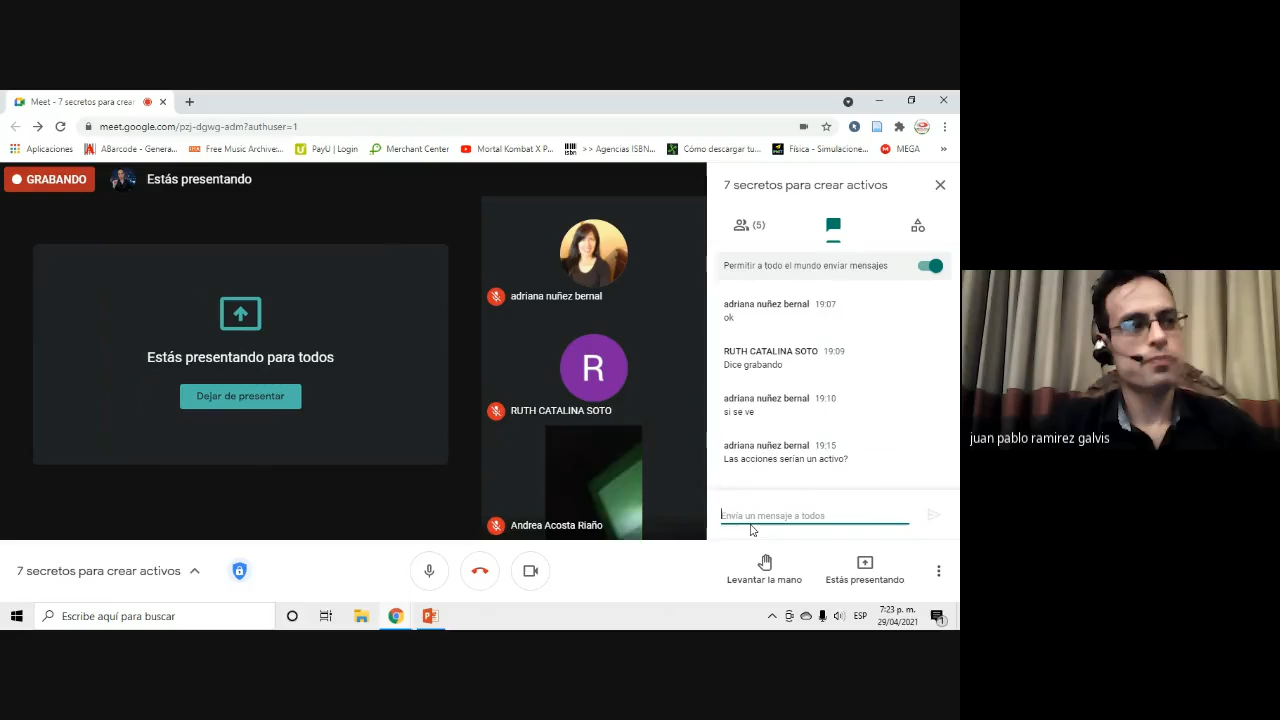 Meet - 7 secretos para crear
meet.google.com/pzj-dgwg-adm?authuser=1
Aplicaciones
ABarcode - Genera...
Free Music Archive...
PayU | Login
Merchant Center
Mortal Kombat X P...
>> Agencias ISBN...
Cómo descargar tu...
Física - Simulacione...
MEGA
»
GRABANDO
Estás presentando
Estás presentando para todos
Dejar de presentar
adriana nuñez bernal
R
RUTH CATALINA SOTO
Andrea Acosta Riaño
7 secretos para crear activos
(5)
Permitir a todo el mundo enviar mensajes
adriana nuñez bernal 19:07
ok
RUTH CATALINA SOTO 19:09
Dice grabando
adriana nuñez bernal 19:10
si se ve
adriana nuñez bernal 19:15
Las acciones serían un activo?
Envía un mensaje a todos
7 secretos para crear activos
Levantar la mano
Estás presentando
Escribe aquí para buscar
ESP
7:23 p. m.
29/04/2021
1
juan pablo ramirez galvis